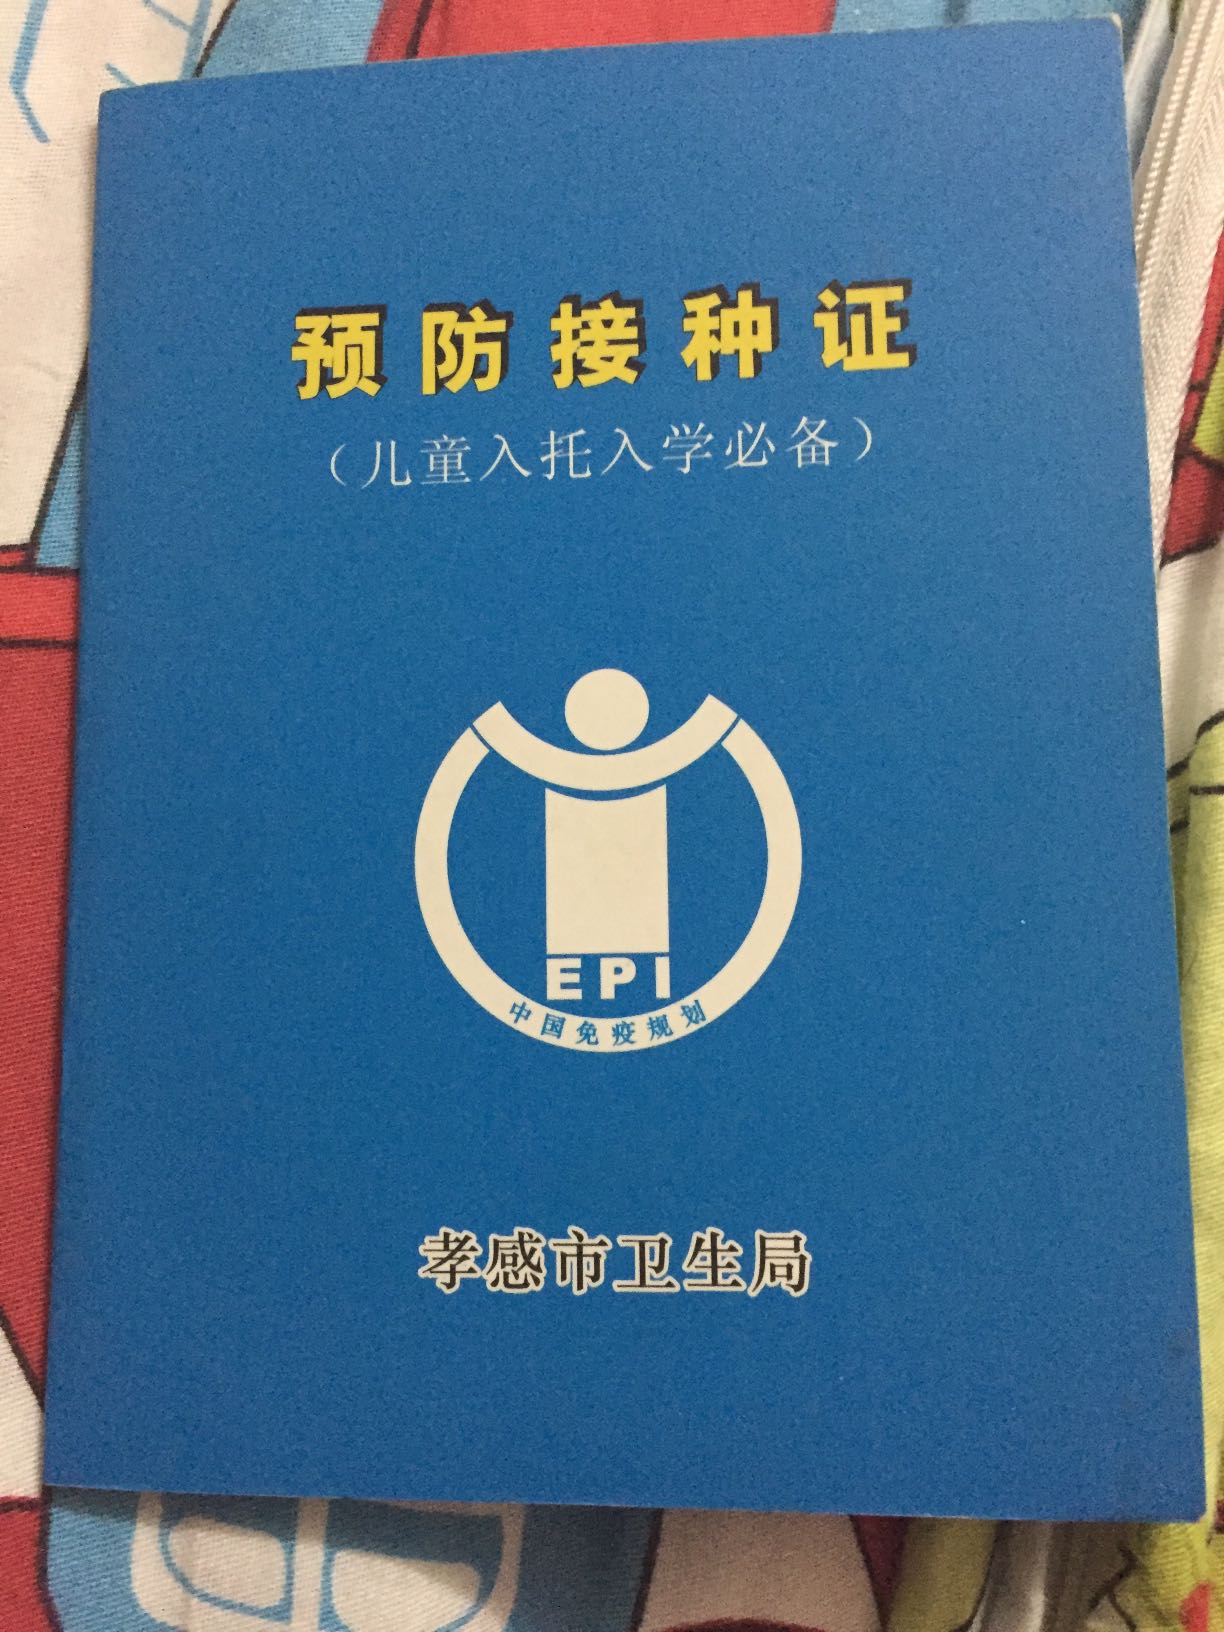 预防接种证
（儿童入托入学必备）
EPI
中国免疫规划
孝感市卫生局